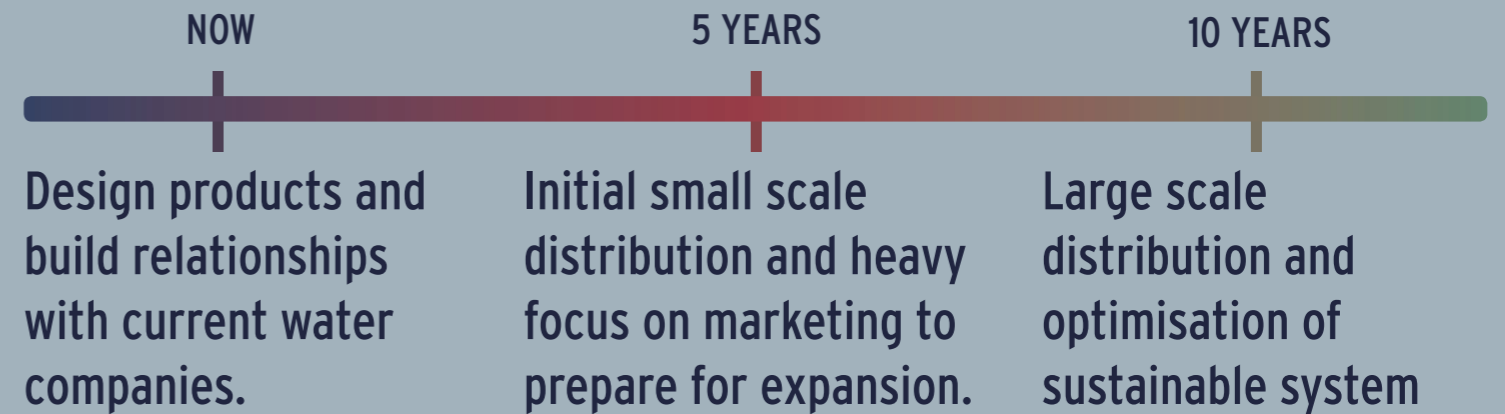 NOW
5 YEARS
10 YEARS
Design products and
build relationships
with current water
companies.
Initial small scale
distribution and heavy
focus on marketing to
prepare for expansion.
Large scale
distribution and
optimisation of
sustainable system